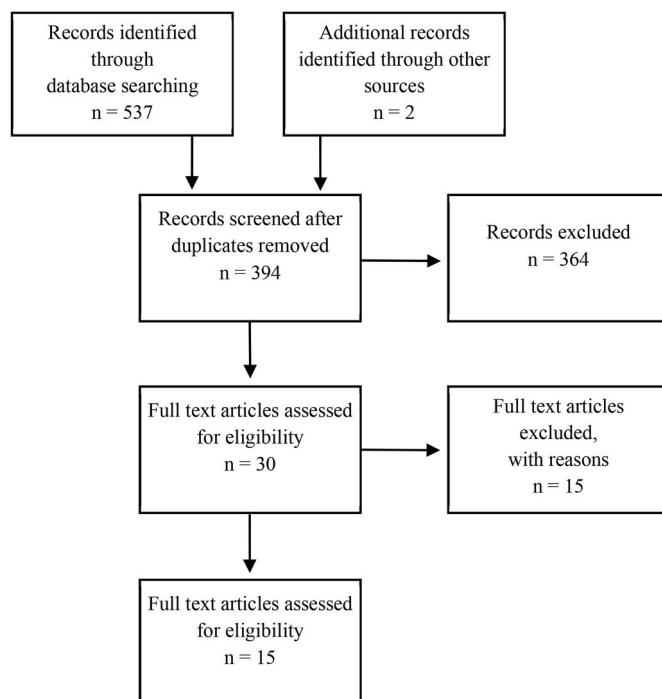 Records identified
through
database searching
n = 537
Additional records
identified through other
sources
n = 2
Records screened after
duplicates removed
n = 394
Records excluded
n = 364
Full text articles assessed
for eligibility
n = 30
Full text articles
excluded,
with reasons
n = 15
Full text articles assessed
for eligibility
n = 15